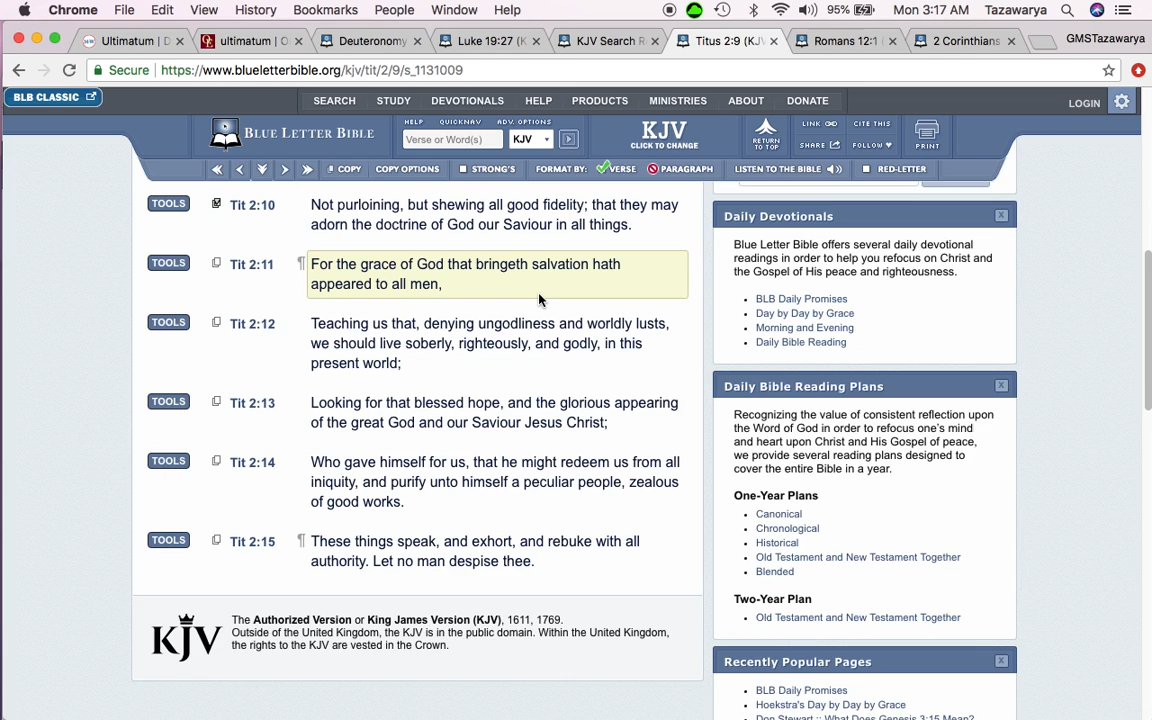 Chrome File Edit View History Bookmarks People Window Help 95% Mon 3:17 AM Tazawarya
Ultimatum | D ultimatum | O Deuteronomy Luke 19:27 (K KJV Search R Titus 2:9 (KJV Romans 12:1 ( 2 Corinthians GMSTazawarya
Secure https://www.blueletterbible.org/kjv/tit/2/9/s_1131009
BLB CLASSIC SEARCH STUDY DEVOTIONALS HELP PRODUCTS MINISTRIES ABOUT DONATE LOGIN
HELP QUICKNAV ADV. OPTIONS
BLUE LETTER BIBLE Verse or Word(s) KJV
KJV
CLICK TO CHANGE
RETURN
TO TOP
LINK CITE THIS
SHARE FOLLOW
PRINT
COPY COPY OPTIONS STRONG'S FORMAT BY: VERSE PARAGRAPH LISTEN TO THE BIBLE RED-LETTER
TOOLS Tit 2:10 Not purloining, but shewing all good fidelity; that they may
adorn the doctrine of God our Saviour in all things.
TOOLS Tit 2:11 ¶ For the grace of God that bringeth salvation hath
appeared to all men,
TOOLS Tit 2:12 Teaching us that, denying ungodliness and worldly lusts,
we should live soberly, righteously, and godly, in this
present world;
TOOLS Tit 2:13 Looking for that blessed hope, and the glorious appearing
of the great God and our Saviour Jesus Christ;
TOOLS Tit 2:14 Who gave himself for us, that he might redeem us from all
iniquity, and purify unto himself a peculiar people, zealous
of good works.
TOOLS Tit 2:15 ¶ These things speak, and exhort, and rebuke with all
authority. Let no man despise thee.
KJV
The Authorized Version or King James Version (KJV), 1611, 1769.
Outside of the United Kingdom, the KJV is in the public domain. Within the United Kingdom,
the rights to the KJV are vested in the Crown.
Daily Devotionals X
Blue Letter Bible offers several daily devotional
readings in order to help you refocus on Christ and
the Gospel of His peace and righteousness.
BLB Daily Promises
Day by Day by Grace
Morning and Evening
Daily Bible Reading
Daily Bible Reading Plans X
Recognizing the value of consistent reflection upon
the Word of God in order to refocus one's mind
and heart upon Christ and His Gospel of peace,
we provide several reading plans designed to
cover the entire Bible in a year.
One-Year Plans
Canonical
Chronological
Historical
Old Testament and New Testament Together
Blended
Two-Year Plan
Old Testament and New Testament Together
Recently Popular Pages X
BLB Daily Promises
Hoekstra's Day by Day by Grace
Don Stewart :: What Does Genesis 3:15 Mean?